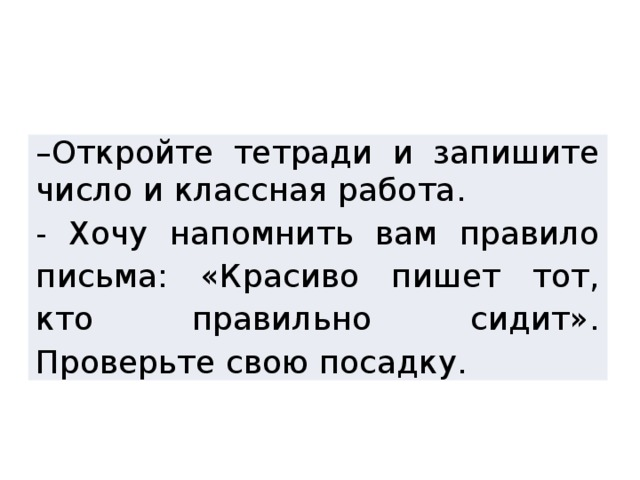 –Откройте тетради и запишите
число и классная работа.
- Хочу напомнить вам правило
письма: «Красиво пишет тот,
кто правильно сидит».
Проверьте свою посадку.